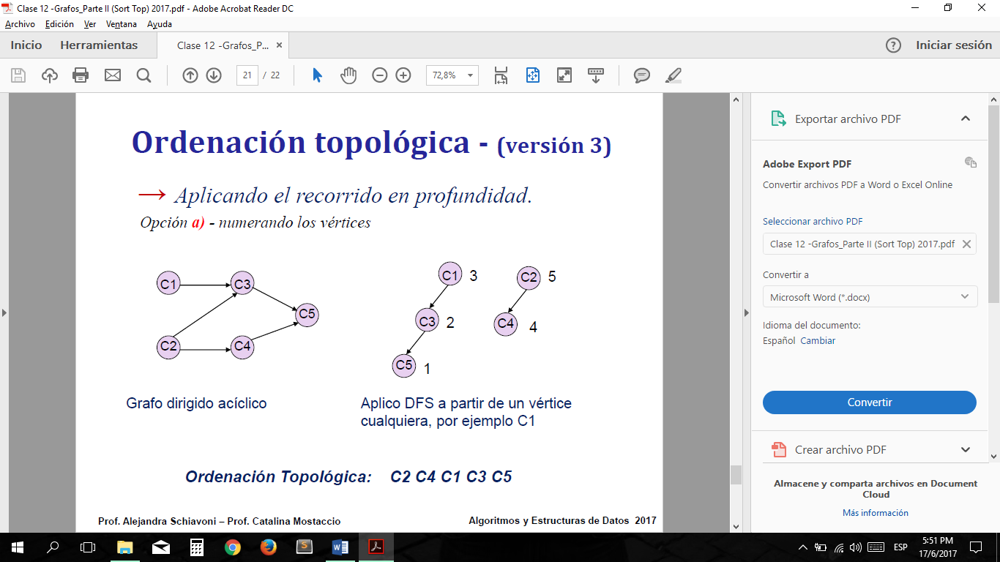 Clase 12 -Grafos_Parte II (Sort Top) 2017.pdf - Adobe Acrobat Reader DC
Archivo Edición Ver Ventana Ayuda
Inicio Herramientas Clase 12 -Grafos_P... × ? Iniciar sesión
21 / 22 72,8%
Ordenación topológica - (versión 3)
→ Aplicando el recorrido en profundidad.
Opción a) - numerando los vértices
C1 C3 C5 C2 C4
C1 3 C2 5
C3 2 C4 4
C5 1
Grafo dirigido acíclico
Aplico DFS a partir de un vértice
cualquiera, por ejemplo C1
Ordenación Topológica: C2 C4 C1 C3 C5
Prof. Alejandra Schiavoni – Prof. Catalina Mostaccio
Algoritmos y Estructuras de Datos 2017
Exportar archivo PDF
Adobe Export PDF
Convertir archivos PDF a Word o Excel Online
Seleccionar archivo PDF
Clase 12 -Grafos_Parte II (Sort Top) 2017.pdf
Convertir a
Microsoft Word (*.docx)
Idioma del documento:
Español Cambiar
Convertir
Crear archivo PDF
Almacene y comparta archivos en Document
Cloud
Más información
S W ESP
5:51 PM
17/6/2017